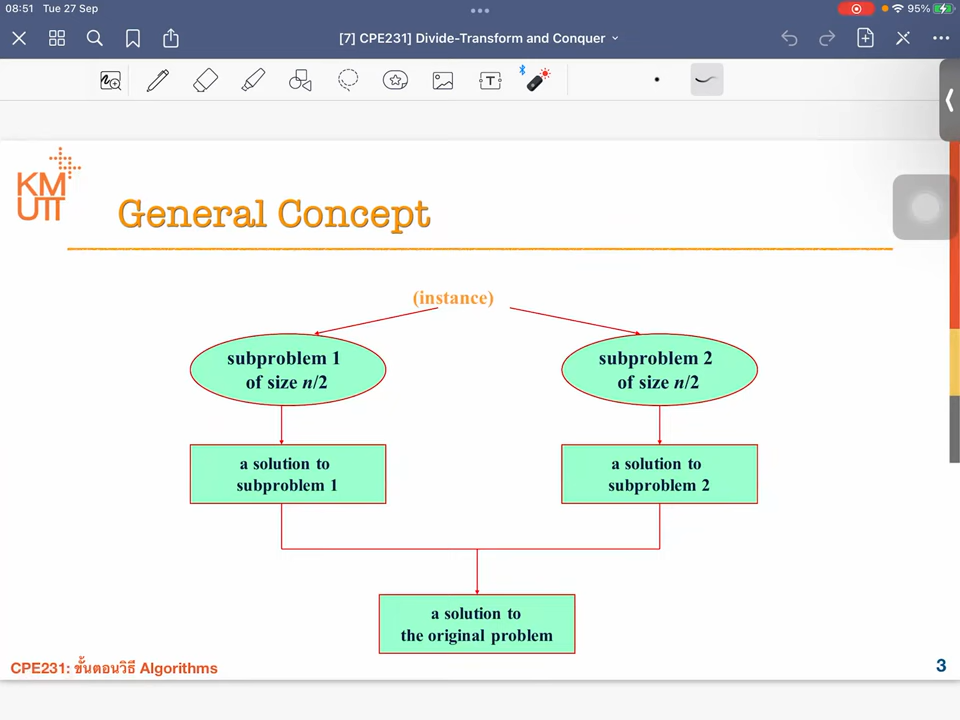 08:51 Tue 27 Sep
95%
[7] CPE231] Divide-Transform and Conquer
T
KM
UTT
General Concept
(instance)
subproblem 1
of size n/2
subproblem 2
of size n/2
a solution to
subproblem 1
a solution to
subproblem 2
a solution to
the original problem
CPE231: ขั้นตอนวิธี Algorithms
3